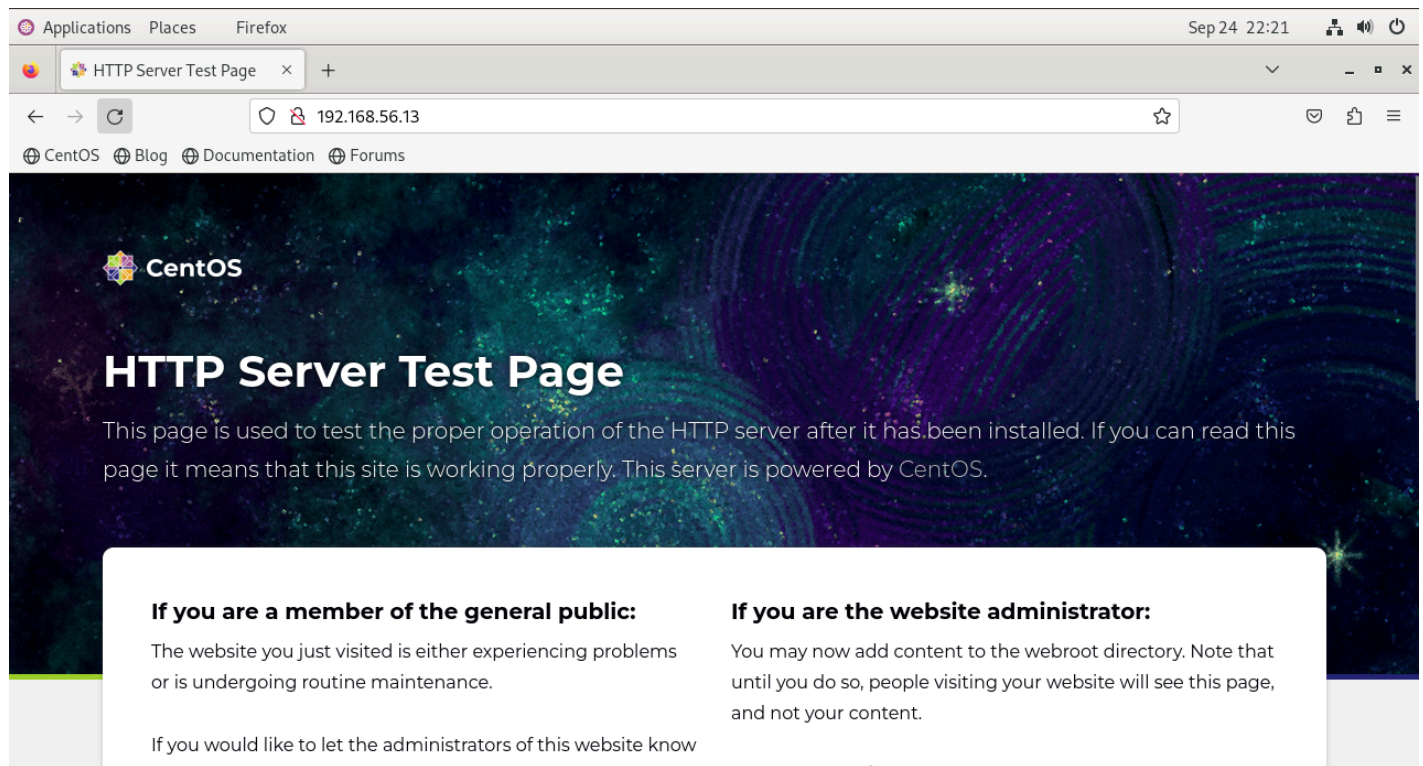 Applications Places Firefox Sep 24 22:21
HTTP Server Test Page
192.168.56.13
CentOS Blog Documentation Forums
CentOS
HTTP Server Test Page
This page is used to test the proper operation of the HTTP server after it has been installed. If you can read this
page it means that this site is working properly. This server is powered by CentOS.
If you are a member of the general public:
The website you just visited is either experiencing problems
or is undergoing routine maintenance.
If you would like to let the administrators of this website know
If you are the website administrator:
You may now add content to the webroot directory. Note that
until you do so, people visiting your website will see this page,
and not your content.